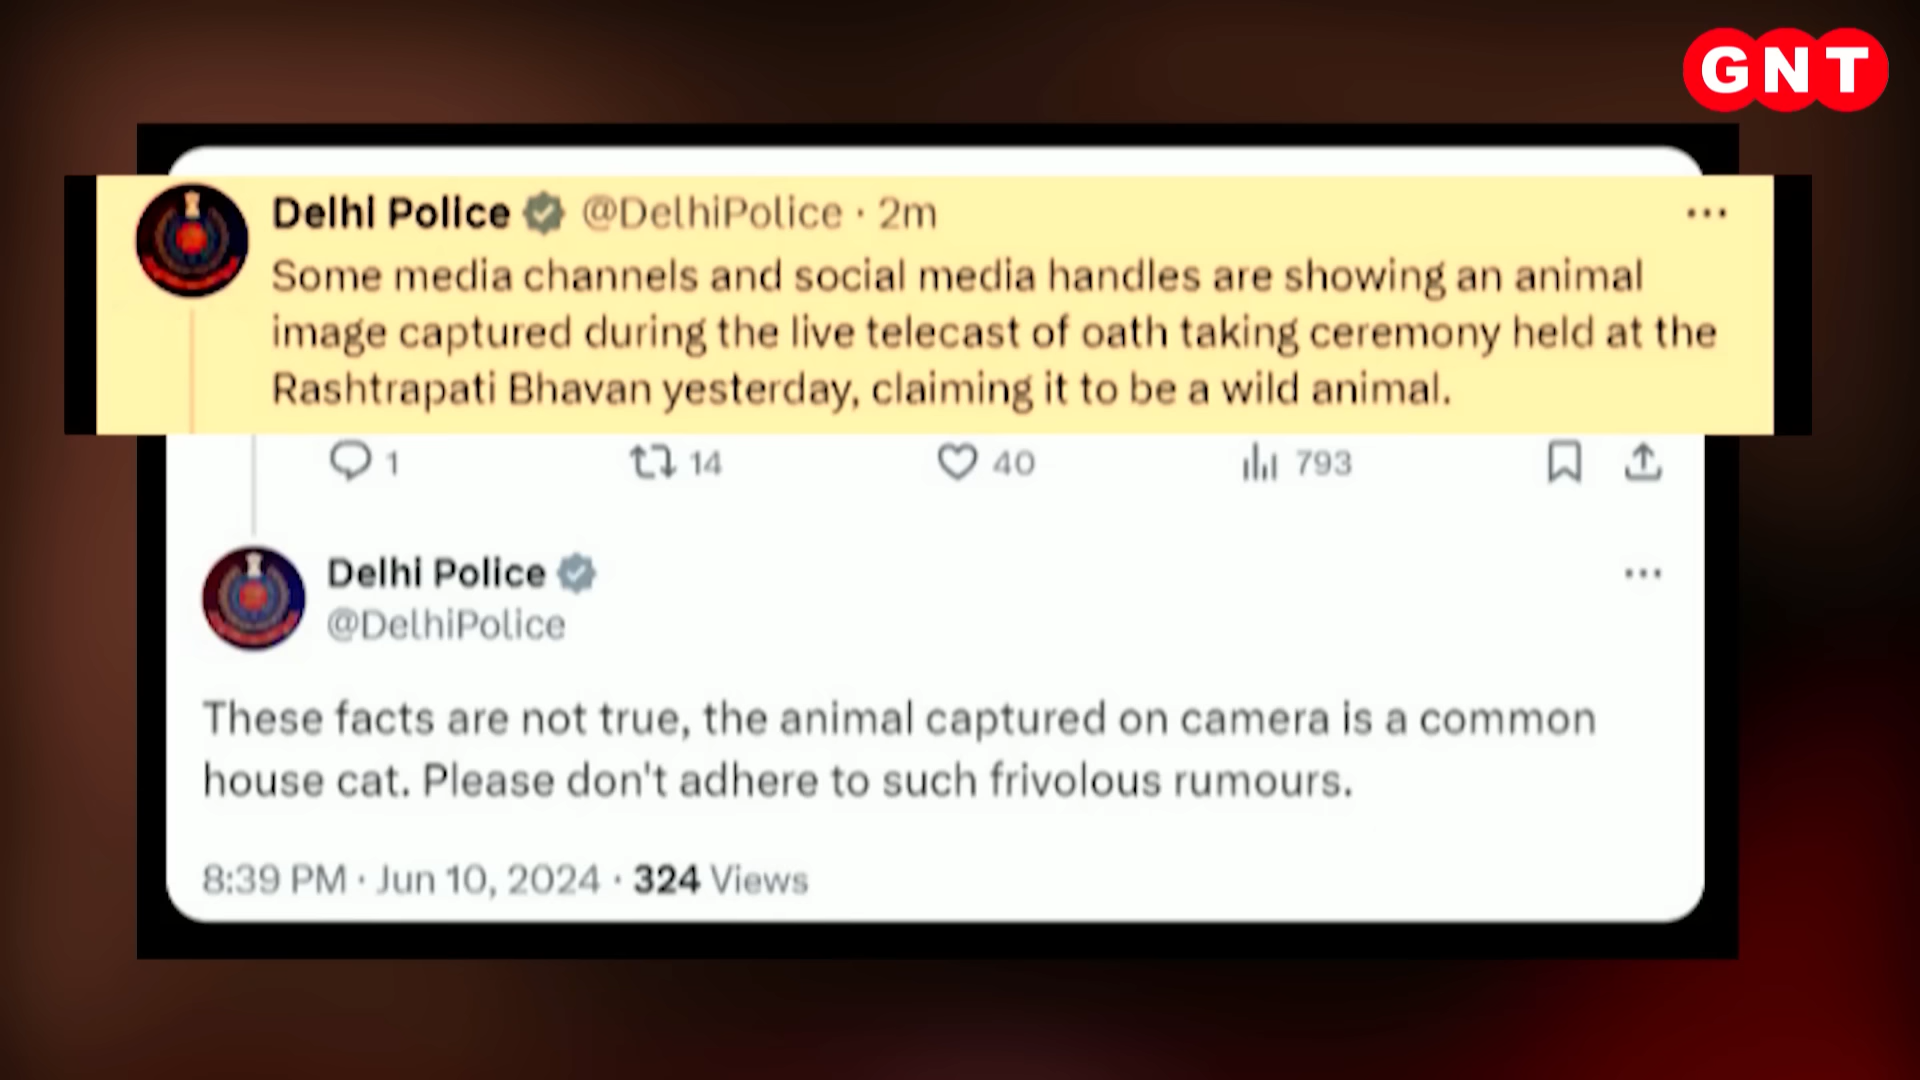 GNT
Delhi Police @DelhiPolice · 2m
Some media channels and social media handles are showing an animal
image captured during the live telecast of oath taking ceremony held at the
Rashtrapati Bhavan yesterday, claiming it to be a wild animal.
1 14 40 793
Delhi Police
@DelhiPolice
These facts are not true, the animal captured on camera is a common
house cat. Please don't adhere to such frivolous rumours.
8:39 PM · Jun 10, 2024 · 324 Views